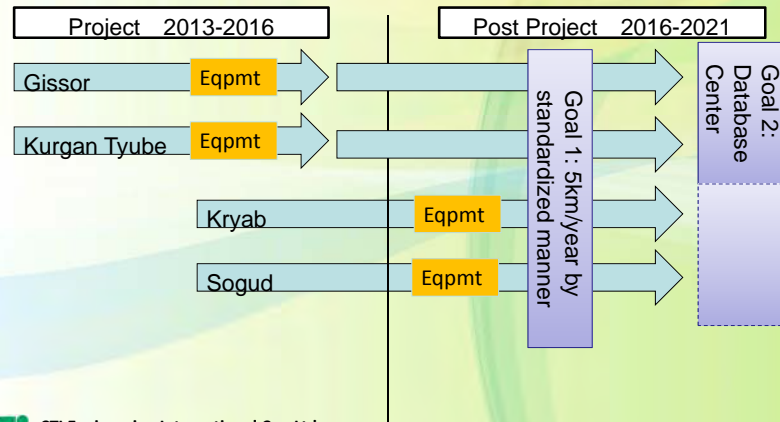 Project 2013-2016
Post Project 2016-2021
Gissor
Eqpmt
Kurgan Tyube
Eqpmt
Kryab
Eqpmt
Sogud
Eqpmt
Goal 1: 5km/year by
standardized manner
Goal 2:
Database
Center